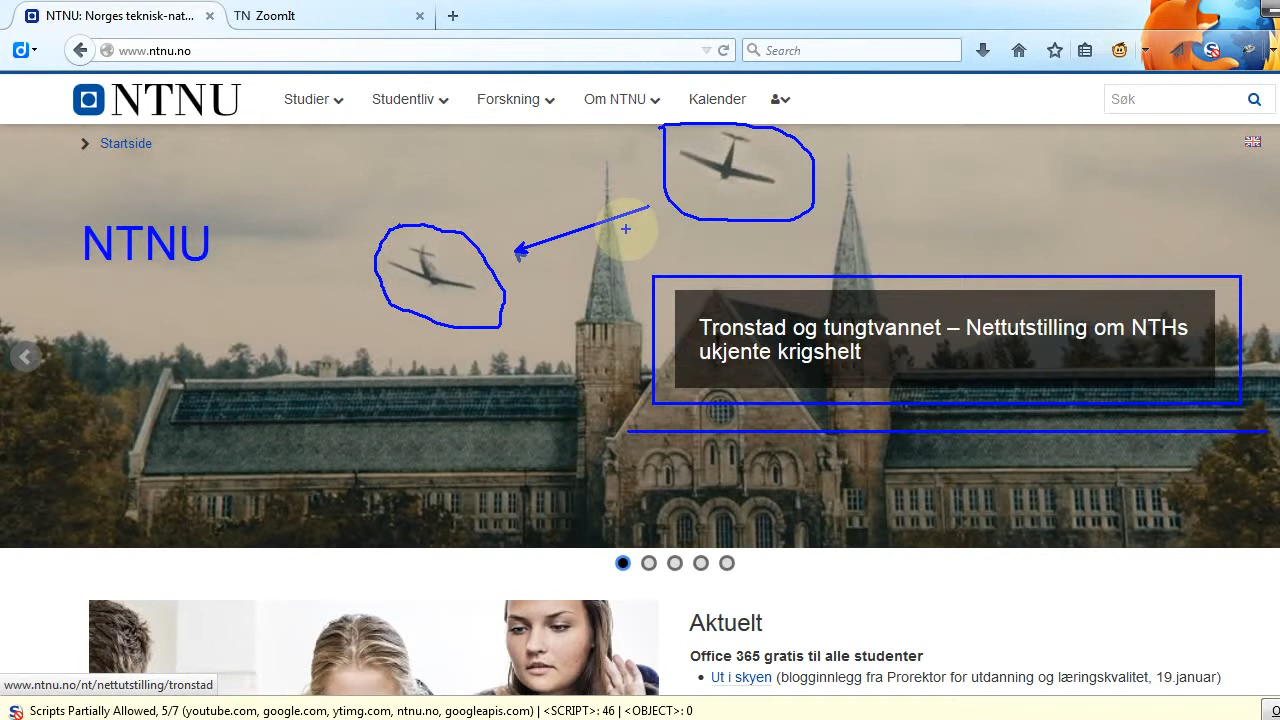 NTNU: Norges teknisk-nat...
TN ZoomIt
www.ntnu.no
Search
NTNU
Studier
Studentliv
Forskning
Om NTNU
Kalender
Søk
Startside
NTNU
Tronstad og tungtvannet – Nettutstilling om NTHs
ukjente krigshelt
Aktuelt
Office 365 gratis til alle studenter
Ut i skyen (blogginnlegg fra Prorektor for utdanning og læringskvalitet, 19.januar)
www.ntnu.no/nt/nettutstilling/tronstad
Scripts Partially Allowed, 5/7 (youtube.com, google.com, ytimg.com, ntnu.no, googleapis.com) | <SCRIPT>: 46 | <OBJECT>: 0